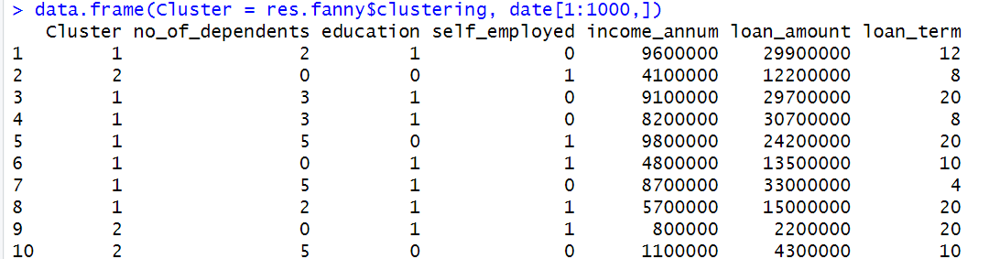 > data.frame(Cluster = res.fanny$clustering, date[1:1000,])
Cluster no_of_dependents education self_employed income_annum loan_amount loan_term
1 1 2 1 0 9600000 29900000 12
2 2 0 0 1 4100000 12200000 8
3 1 3 1 0 9100000 29700000 20
4 1 3 1 0 8200000 30700000 8
5 1 5 0 1 9800000 24200000 20
6 1 0 1 1 4800000 13500000 10
7 1 5 1 0 8700000 33000000 4
8 1 2 1 1 5700000 15000000 20
9 2 0 1 1 800000 2200000 20
10 2 5 0 0 1100000 4300000 10